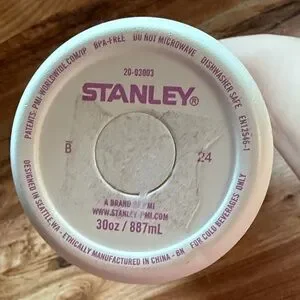 PATENTS: PMI.WORLDWIDE.COM/IP BPA-FREE DO NOT MICROWAVE DISHWASHER SAFE EN12546-1
20-03003
STANLEY®
B
24
A BRAND OF PMI
WWW.STANLEY-PMI.COM
30oz / 887mL
DESIGNED IN SEATTLE, WA - ETHICALLY MANUFACTURED IN CHINA - BN FOR COLD BEVERAGES ONLY